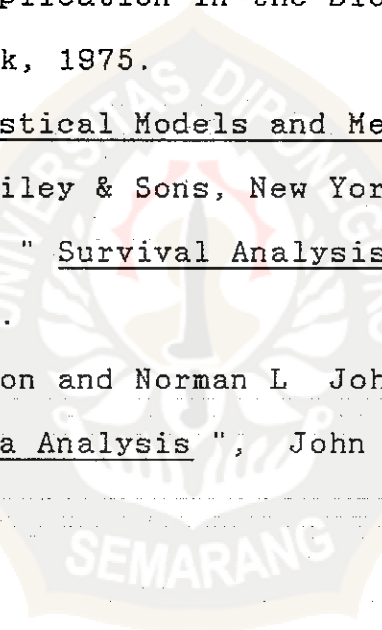 plication in the Bio
k, 1975.
stical Models and Me
iley & Sons, New Yor
" Survival Analysis
.
on and Norman L Joh
a Analysis ", John
SEMARANG